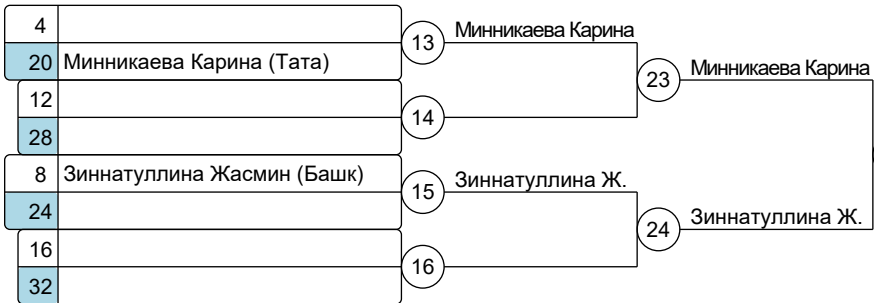 4
20 Минникаева Карина (Тата)
12
28
8 Зиннатуллина Жасмин (Башк)
24
16
32
13 Минникаева Карина
14
15 Зиннатуллина Ж.
16
23 Минникаева Карина
24 Зиннатуллина Ж.